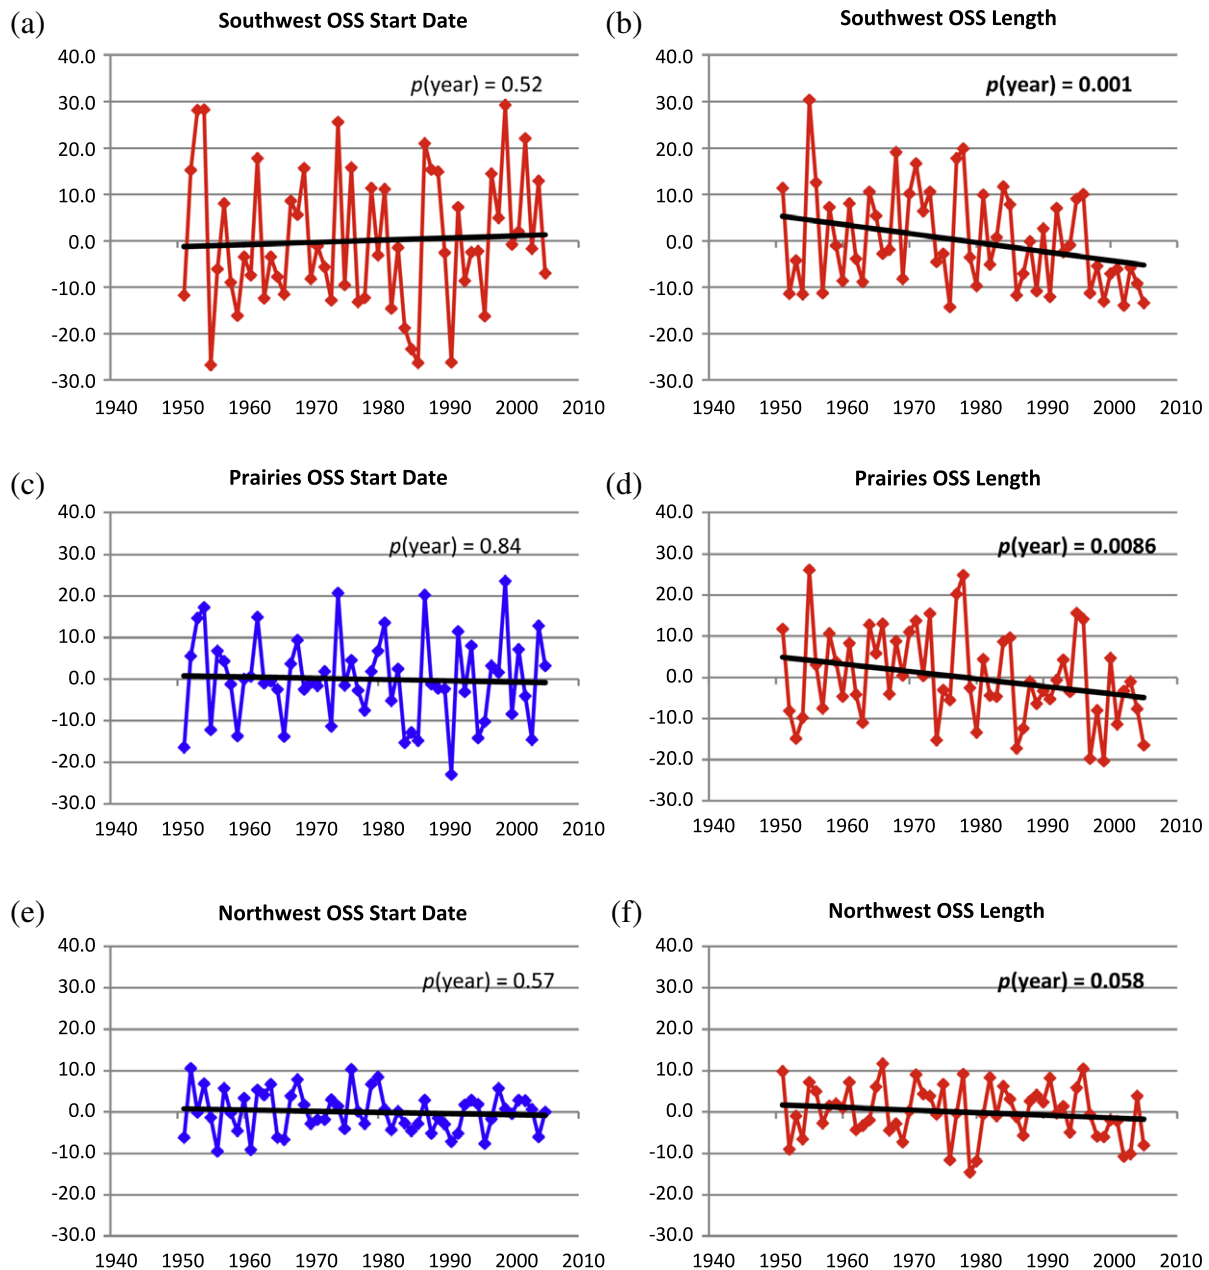 (a) Southwest OSS Start Date
40.0
p(year) = 0.52
30.0
20.0
10.0
0.0
-10.0
-20.0
-30.0
1940 1950 1960 1970 1980 1990 2000 2010
(b) Southwest OSS Length
40.0
p(year) = 0.001
30.0
20.0
10.0
0.0
-10.0
-20.0
-30.0
1940 1950 1960 1970 1980 1990 2000 2010
(c) Prairies OSS Start Date
40.0
p(year) = 0.84
30.0
20.0
10.0
0.0
-10.0
-20.0
-30.0
1940 1950 1960 1970 1980 1990 2000 2010
(d) Prairies OSS Length
40.0
p(year) = 0.0086
30.0
20.0
10.0
0.0
-10.0
-20.0
-30.0
1940 1950 1960 1970 1980 1990 2000 2010
(e) Northwest OSS Start Date
40.0
p(year) = 0.57
30.0
20.0
10.0
0.0
-10.0
-20.0
-30.0
1940 1950 1960 1970 1980 1990 2000 2010
(f) Northwest OSS Length
40.0
p(year) = 0.058
30.0
20.0
10.0
0.0
-10.0
-20.0
-30.0
1940 1950 1960 1970 1980 1990 2000 2010